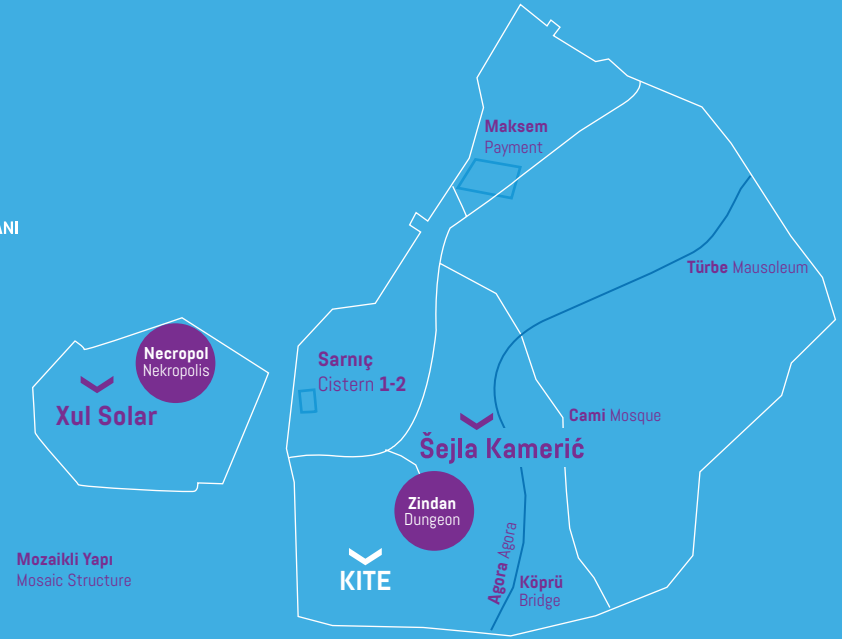 Maksem
Payment
ANI
Türbe Mausoleum
Necropol
Nekropolis
Sarnıç
Cistern 1-2
Xul Solar
Cami Mosque
Šejla Kamerić
Zindan
Dungeon
Agora Agora
Mozaikli Yapı
Mosaic Structure
KITE
Köprü
Bridge